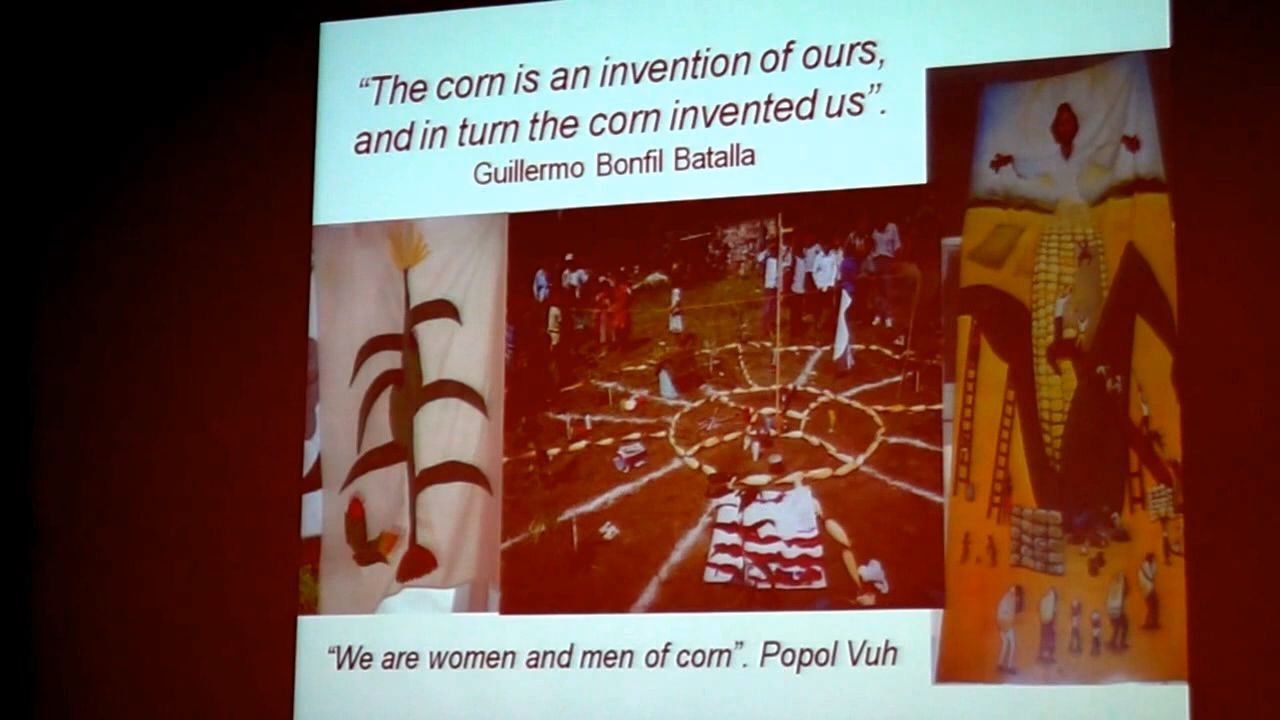 “The corn is an invention of ours,
and in turn the corn invented us”.
Guillermo Bonfil Batalla
“We are women and men of corn”. Popol Vuh